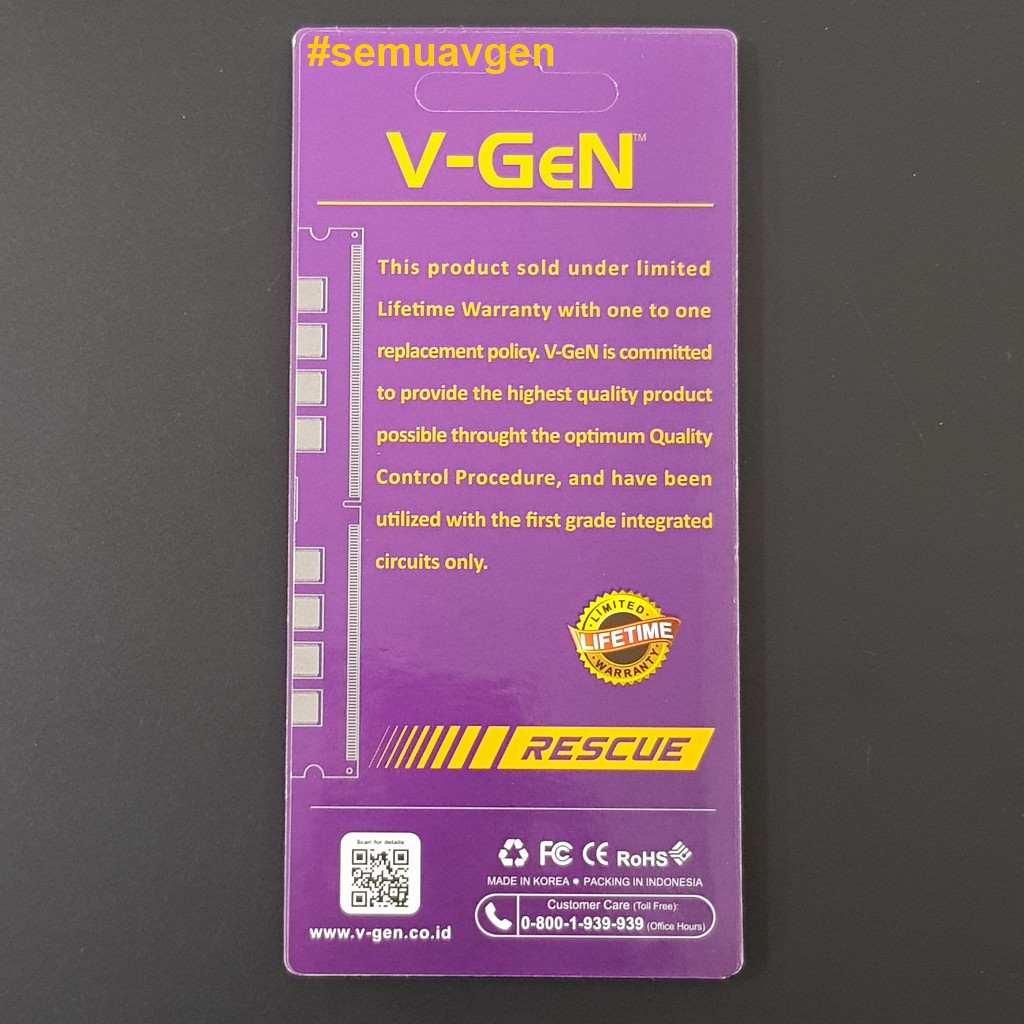 #semuavgen
V-GeN™
This product sold under limited
Lifetime Warranty with one to one
replacement policy. V-GeN is committed
to provide the highest quality product
possible throught the optimum Quality
Control Procedure, and have been
utilized with the first grade integrated
circuits only.
LIMITED
LIFETIME
WARRANTY
RESCUE
Scan for details
FC CE RoHS
MADE IN KOREA ● PACKING IN INDONESIA
Customer Care (Toll Free):
0-800-1-939-939 (Office Hours)
www.v-gen.co.id